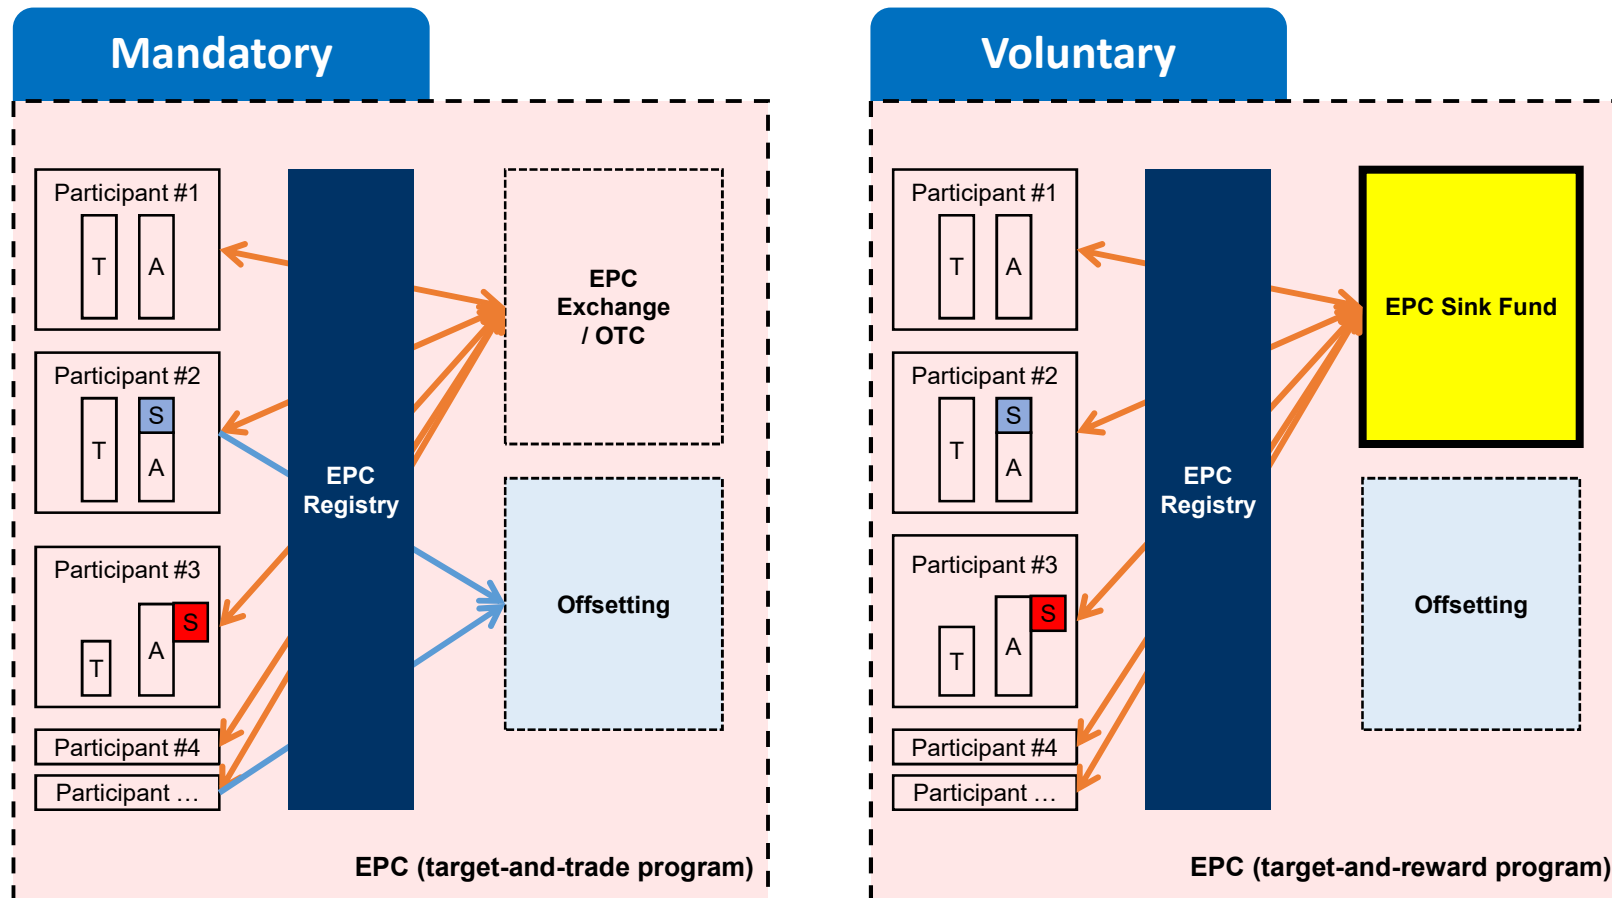 Mandatory
Participant #1
T
A
Participant #2
S
T
A
Participant #3
S
A
T
Participant #4
Participant ...
EPC
Registry
EPC
Exchange
/ OTC
Offsetting
EPC (target-and-trade program)
Voluntary
Participant #1
T
A
Participant #2
S
T
A
Participant #3
S
A
T
Participant #4
Participant ...
EPC
Registry
EPC Sink Fund
Offsetting
EPC (target-and-reward program)